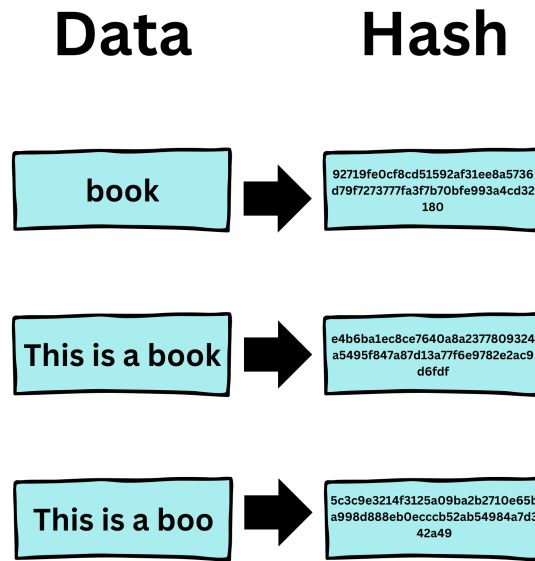 Data
Hash
book
92719fe0cf8cd51592af31ee8a5736
d79f7273777fa3f7b70bfe993a4cd32
180
This is a book
e4b6ba1ec8ce7640a8a2377809324
a5495f847a87d13a77f6e9782e2ac9
d6fdf
This is a boo
5c3c9e3214f3125a09ba2b2710e65b
a998d888eb0ecccb52ab54984a7d3
42a49